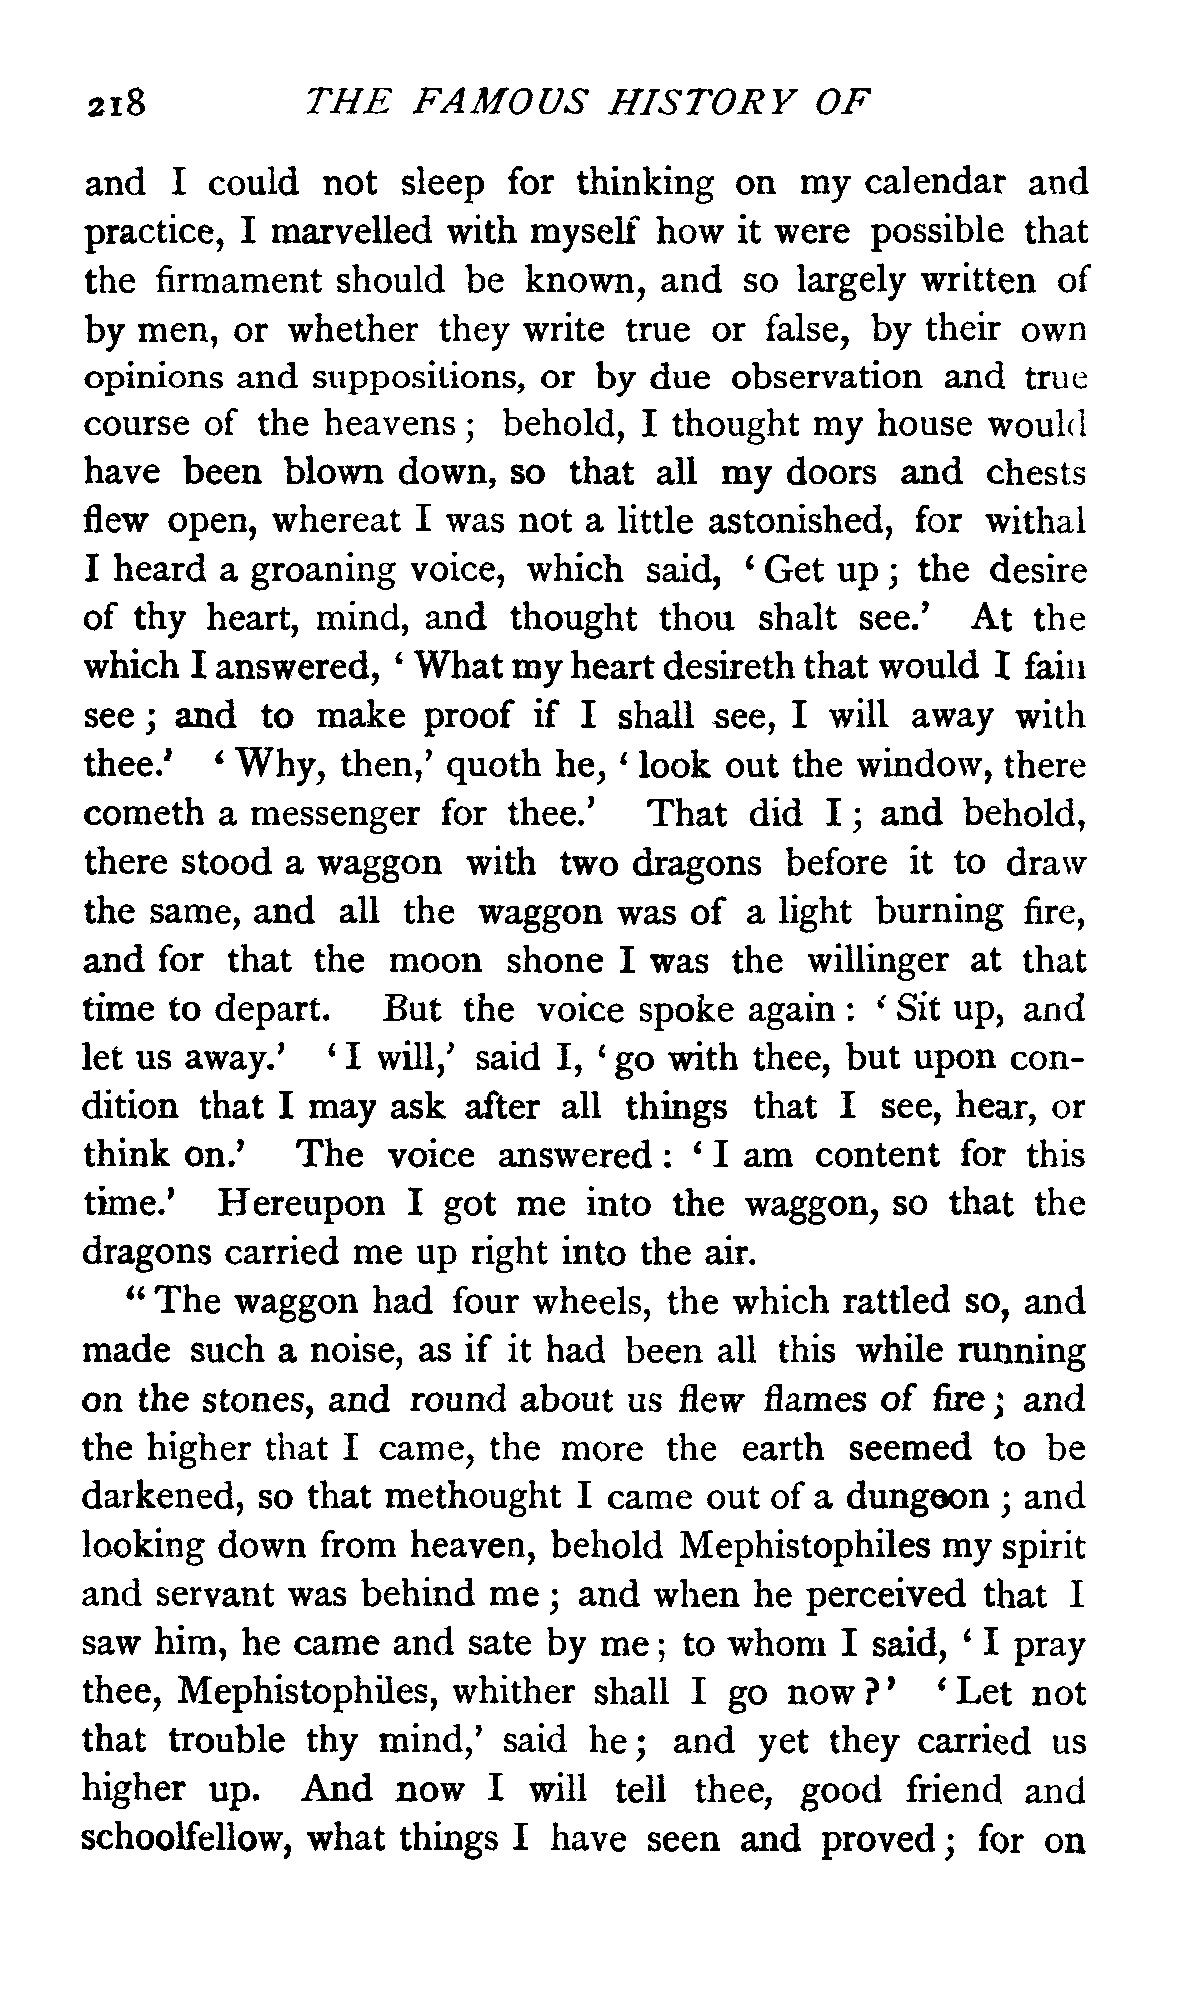 218 THE FAMOUS HISTORY OF
and I could not sleep for thinking on my calendar and
practice, I marvelled with myself how it were possible that
the firmament should be known, and so largely written of
by men, or whether they write true or false, by their own
opinions and suppositions, or by due observation and true
course of the heavens ; behold, I thought my house would
have been blown down, so that all my doors and chests
flew open, whereat I was not a little astonished, for withal
I heard a groaning voice, which said, ‘ Get up ; the desire
of thy heart, mind, and thought thou shalt see.’ At the
which I answered, ‘ What my heart desireth that would I fain
see ; and to make proof if I shall see, I will away with
thee.’ ‘ Why, then,’ quoth he, ‘ look out the window, there
cometh a messenger for thee.’ That did I ; and behold,
there stood a waggon with two dragons before it to draw
the same, and all the waggon was of a light burning fire,
and for that the moon shone I was the willinger at that
time to depart. But the voice spoke again : ‘ Sit up, and
let us away.’ ‘ I will,’ said I, ‘ go with thee, but upon con-
dition that I may ask after all things that I see, hear, or
think on.’ The voice answered : ‘ I am content for this
time.’ Hereupon I got me into the waggon, so that the
dragons carried me up right into the air.
“ The waggon had four wheels, the which rattled so, and
made such a noise, as if it had been all this while running
on the stones, and round about us flew flames of fire ; and
the higher that I came, the more the earth seemed to be
darkened, so that methought I came out of a dungeon ; and
looking down from heaven, behold Mephistophiles my spirit
and servant was behind me ; and when he perceived that I
saw him, he came and sate by me ; to whom I said, ‘ I pray
thee, Mephistophiles, whither shall I go now ?’ ‘ Let not
that trouble thy mind,’ said he ; and yet they carried us
higher up. And now I will tell thee, good friend and
schoolfellow, what things I have seen and proved ; for on